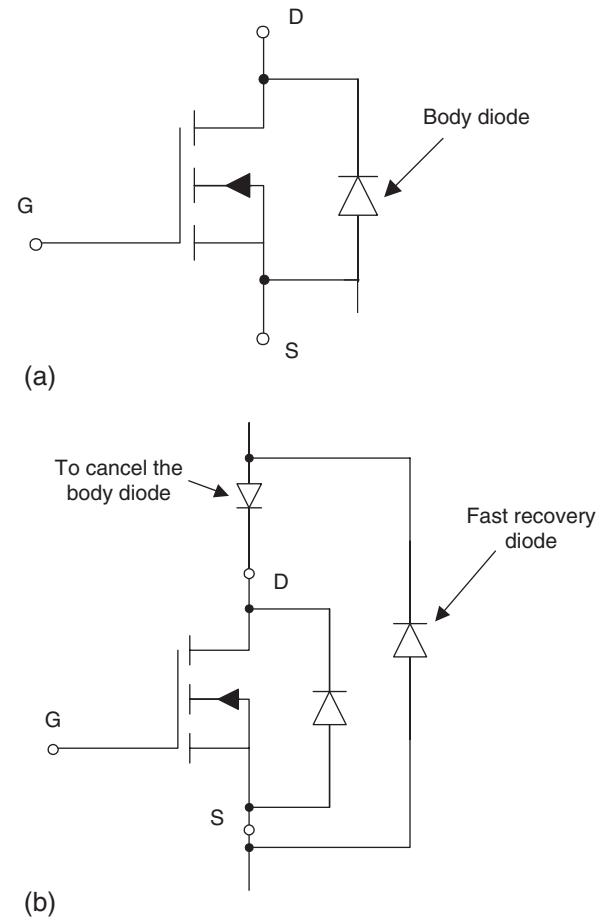 D
Body diode
G
S
(a)
To cancel the
body diode
Fast recovery
diode
D
G
S
(b)